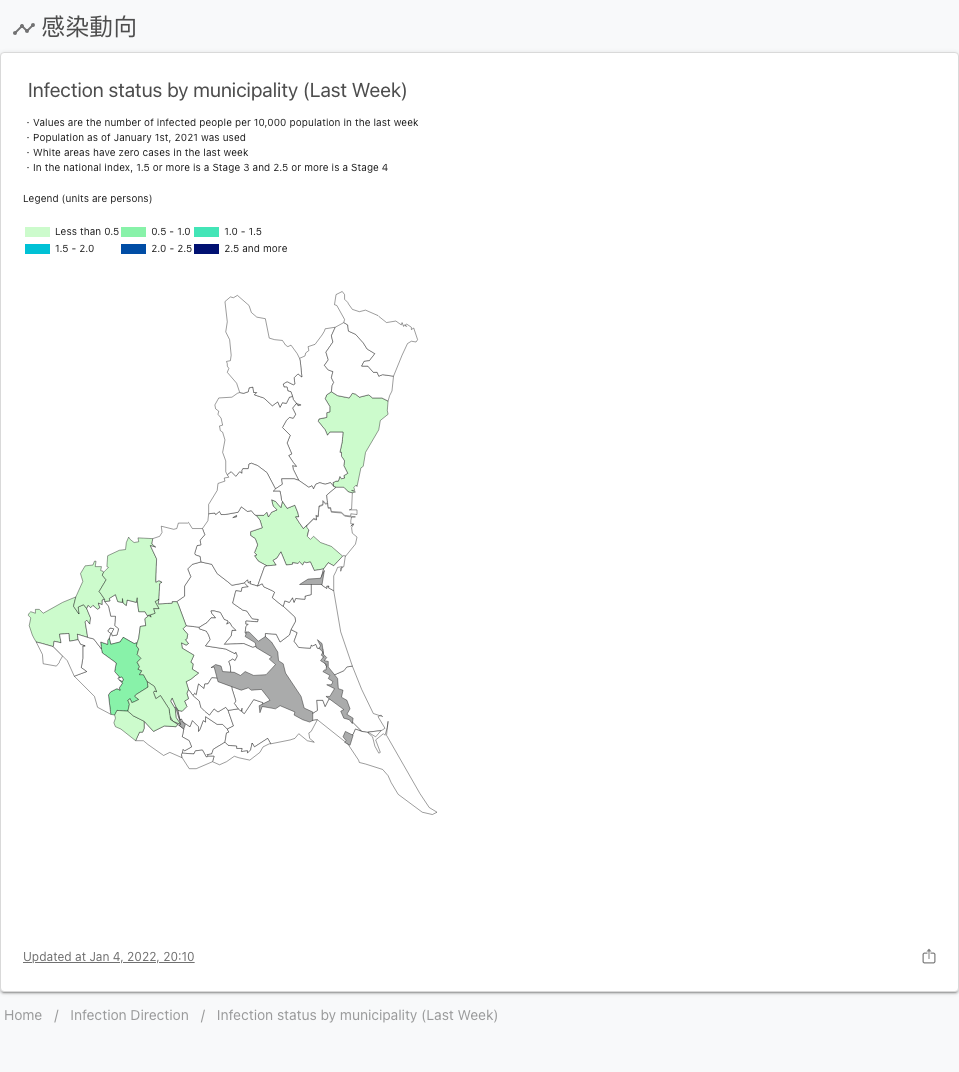 感染動向
Infection status by municipality (Last Week)
· Values are the number of infected people per 10,000 population in the last week
· Population as of January 1st, 2021 was used
· White areas have zero cases in the last week
· In the national index, 1.5 or more is a Stage 3 and 2.5 or more is a Stage 4
Legend (units are persons)
Less than 0.5 0.5 - 1.0 1.0 - 1.5
1.5 - 2.0 2.0 - 2.5 2.5 and more
Updated at Jan 4, 2022, 20:10
Home / Infection Direction / Infection status by municipality (Last Week)